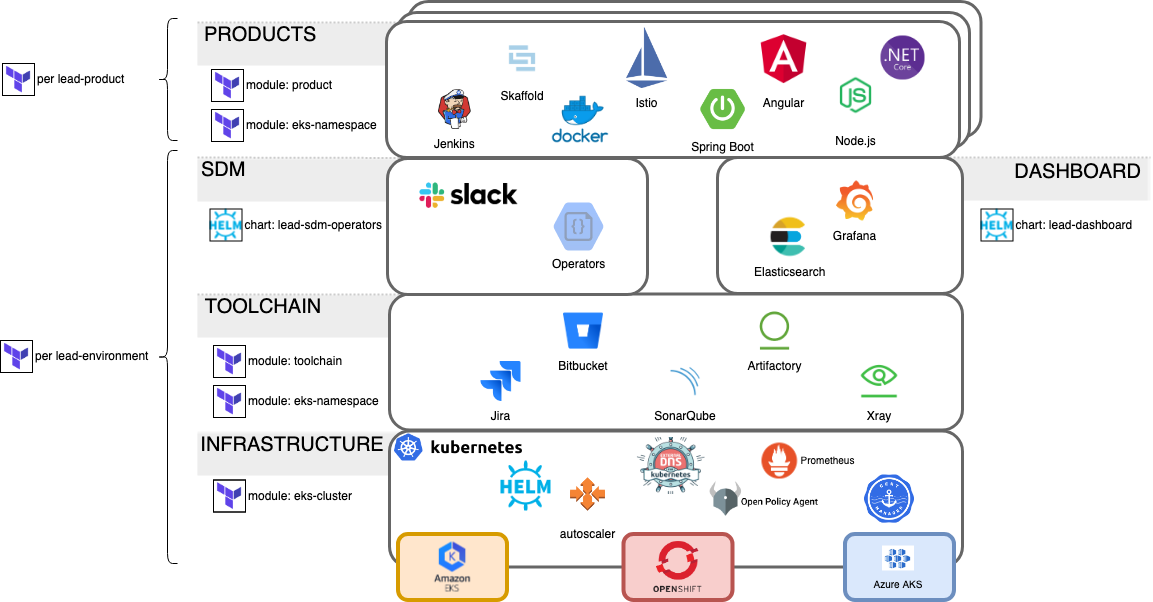 PRODUCTS
per lead-product
module: product
module: eks-namespace
Skaffold
Istio
Angular
.NET
Core
JS
Jenkins
docker
Spring Boot
Node.js
SDM
HELM
chart: lead-sdm-operators
slack
{}
Operators
Grafana
Elasticsearch
DASHBOARD
HELM
chart: lead-dashboard
TOOLCHAIN
per lead-environment
module: toolchain
module: eks-namespace
Bitbucket
Artifactory
Jira
SonarQube
Xray
INFRASTRUCTURE
module: eks-cluster
kubernetes
HELM
autoscaler
EXTERNAL
DNS
kubernetes
Prometheus
Open Policy Agent
CERT
MANAGER
K
Amazon
EKS
OPENSHIFT
Azure AKS